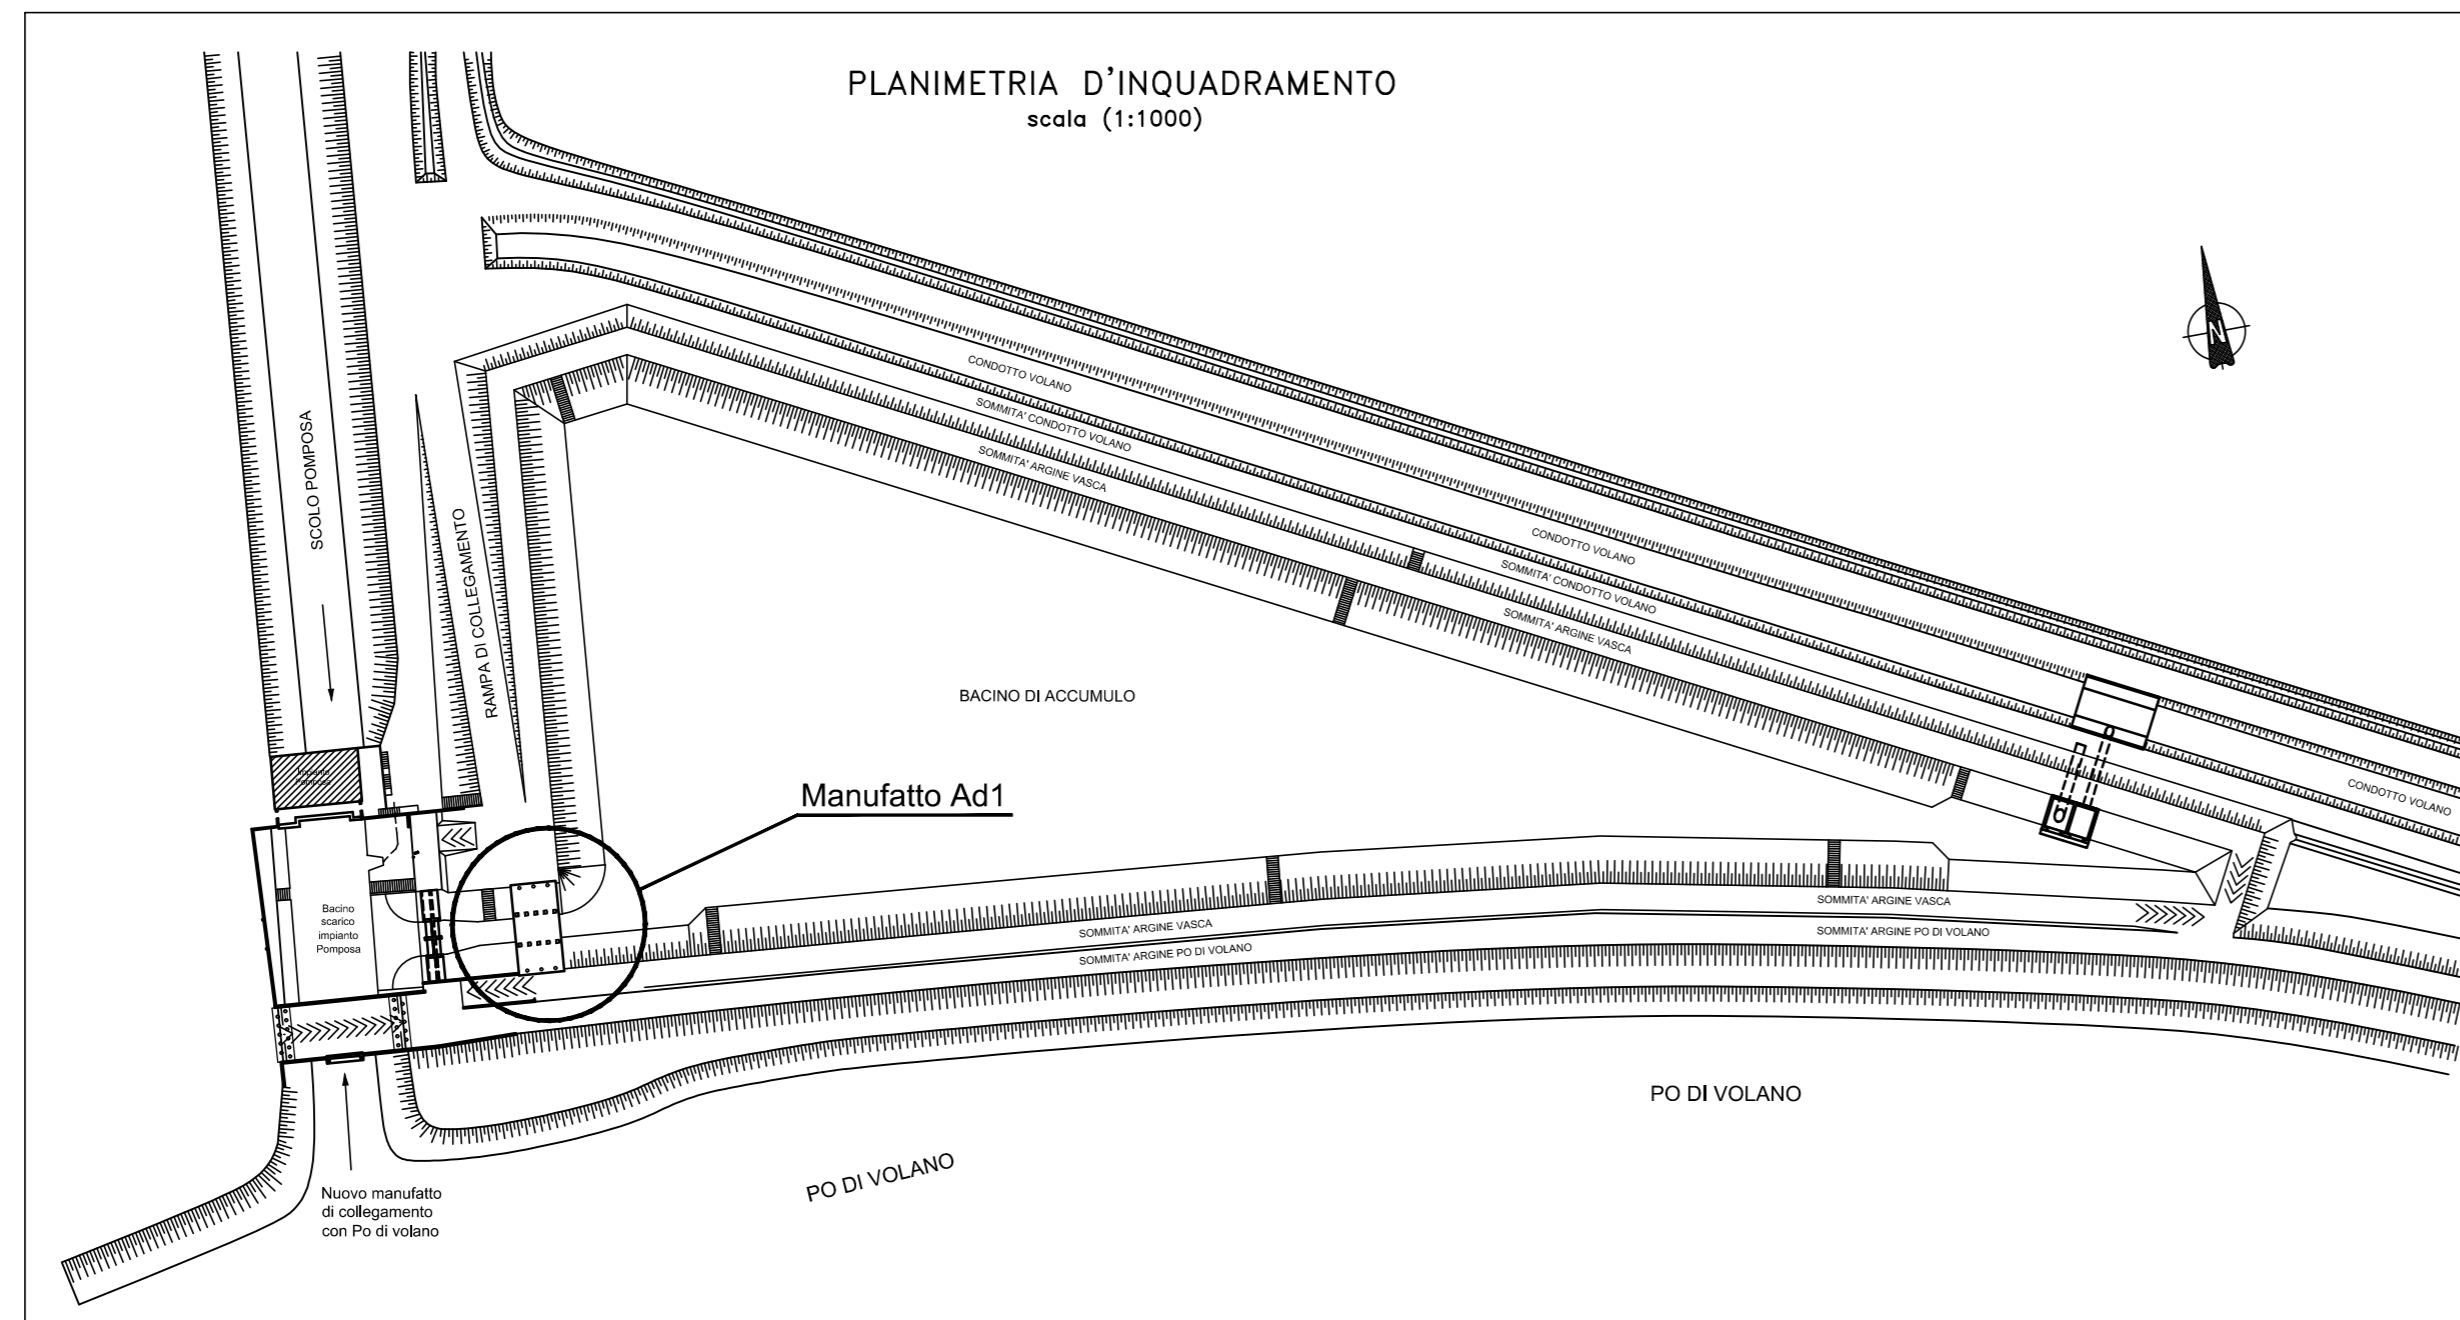 PLANIMETRIA D'INQUADRAMENTO
scala (1:1000)
N
CONDOTTO VOLANO
SOMMITA' CONDOTTO VOLANO
SOMMITA' ARGINE VASCA
SCOLO POMPOSA
RAMPA DI COLLEGAMENTO
CONDOTTO VOLANO
SOMMITA' CONDOTTO VOLANO
SOMMITA' ARGINE VASCA
BACINO DI ACCUMULO
Impianto
Pomposa
Manufatto Ad1
CONDOTTO VOLANO
Bacino
scarico
impianto
Pomposa
SOMMITA' ARGINE VASCA
SOMMITA' ARGINE PO DI VOLANO
SOMMITA' ARGINE VASCA
SOMMITA' ARGINE PO DI VOLANO
PO DI VOLANO
PO DI VOLANO
Nuovo manufatto
di collegamento
con Po di volano